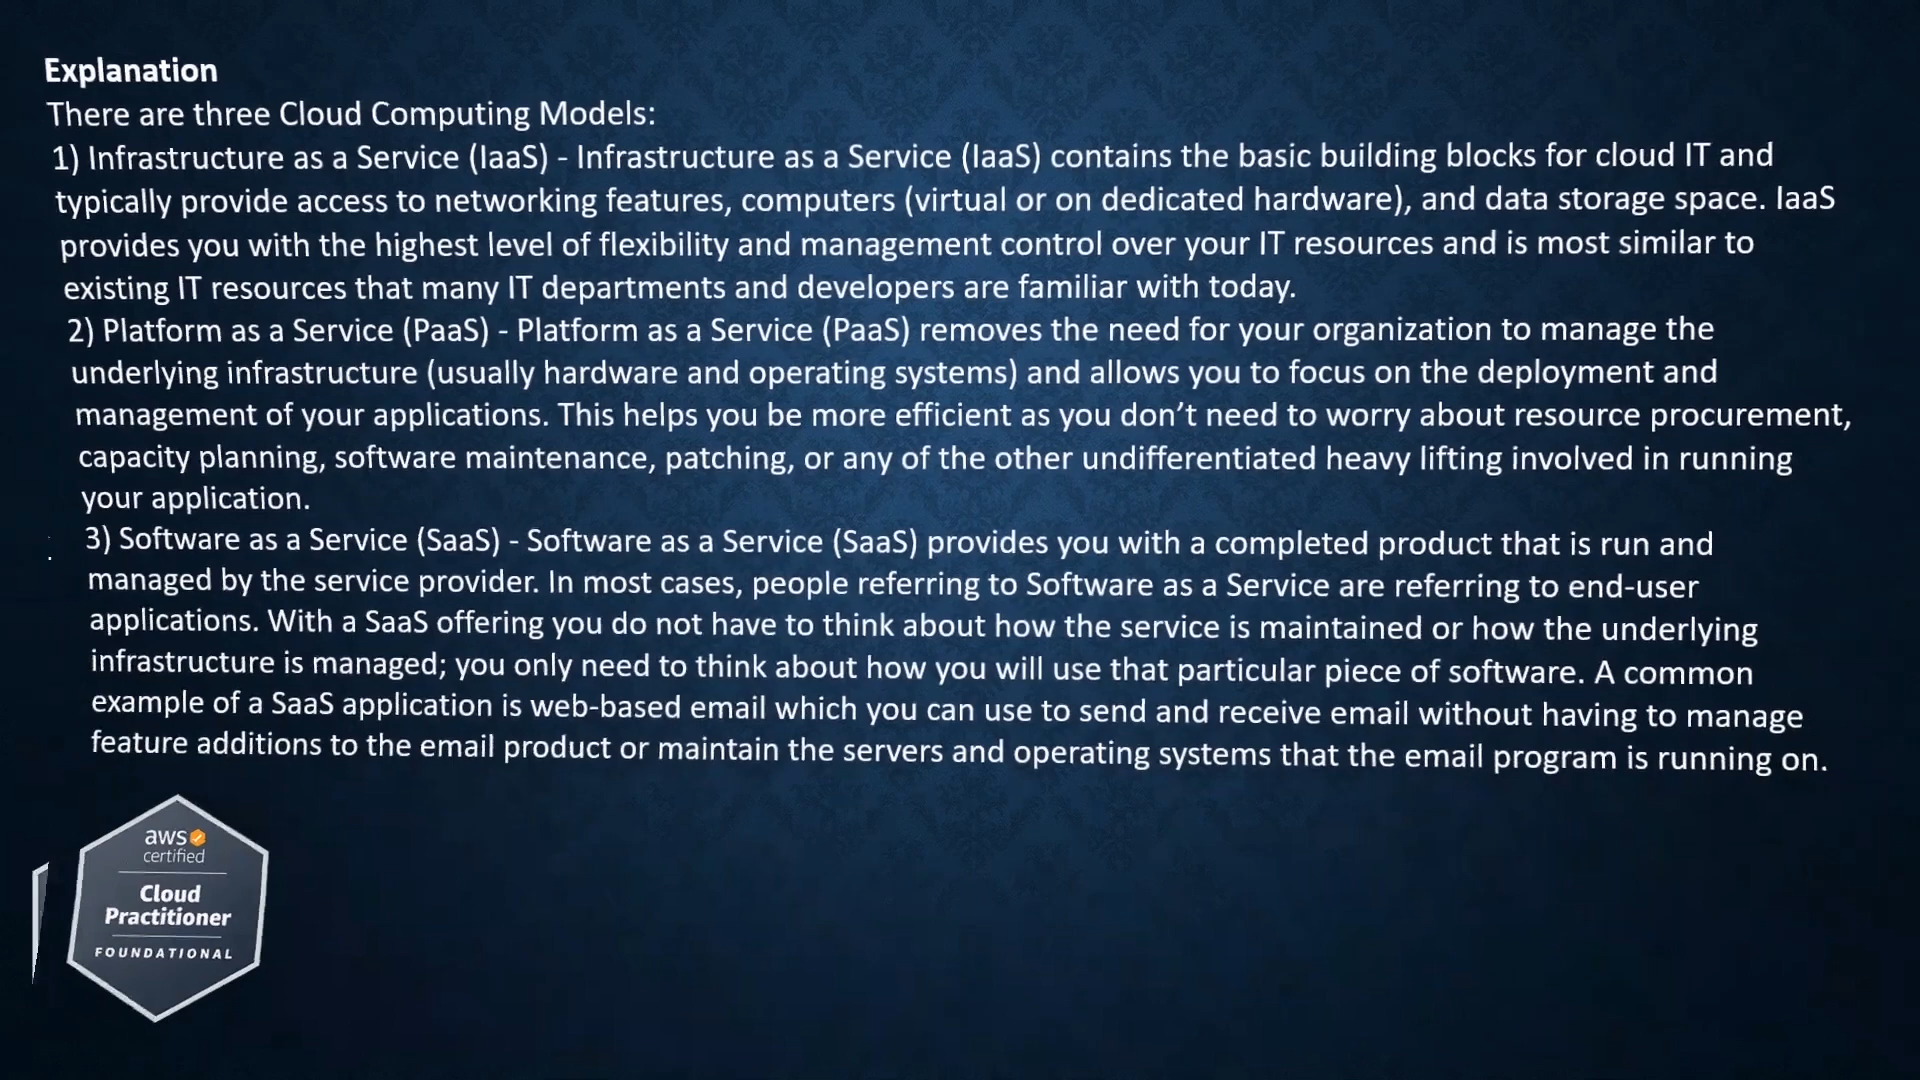 Explanation
There are three Cloud Computing Models:
1) Infrastructure as a Service (IaaS) - Infrastructure as a Service (IaaS) contains the basic building blocks for cloud IT and
typically provide access to networking features, computers (virtual or on dedicated hardware), and data storage space. IaaS
provides you with the highest level of flexibility and management control over your IT resources and is most similar to
existing IT resources that many IT departments and developers are familiar with today.
2) Platform as a Service (PaaS) - Platform as a Service (PaaS) removes the need for your organization to manage the
underlying infrastructure (usually hardware and operating systems) and allows you to focus on the deployment and
management of your applications. This helps you be more efficient as you don’t need to worry about resource procurement,
capacity planning, software maintenance, patching, or any of the other undifferentiated heavy lifting involved in running
your application.
3) Software as a Service (SaaS) - Software as a Service (SaaS) provides you with a completed product that is run and
managed by the service provider. In most cases, people referring to Software as a Service are referring to end-user
applications. With a SaaS offering you do not have to think about how the service is maintained or how the underlying
infrastructure is managed; you only need to think about how you will use that particular piece of software. A common
example of a SaaS application is web-based email which you can use to send and receive email without having to manage
feature additions to the email product or maintain the servers and operating systems that the email program is running on.
aws
certified
Cloud
Practitioner
FOUNDATIONAL